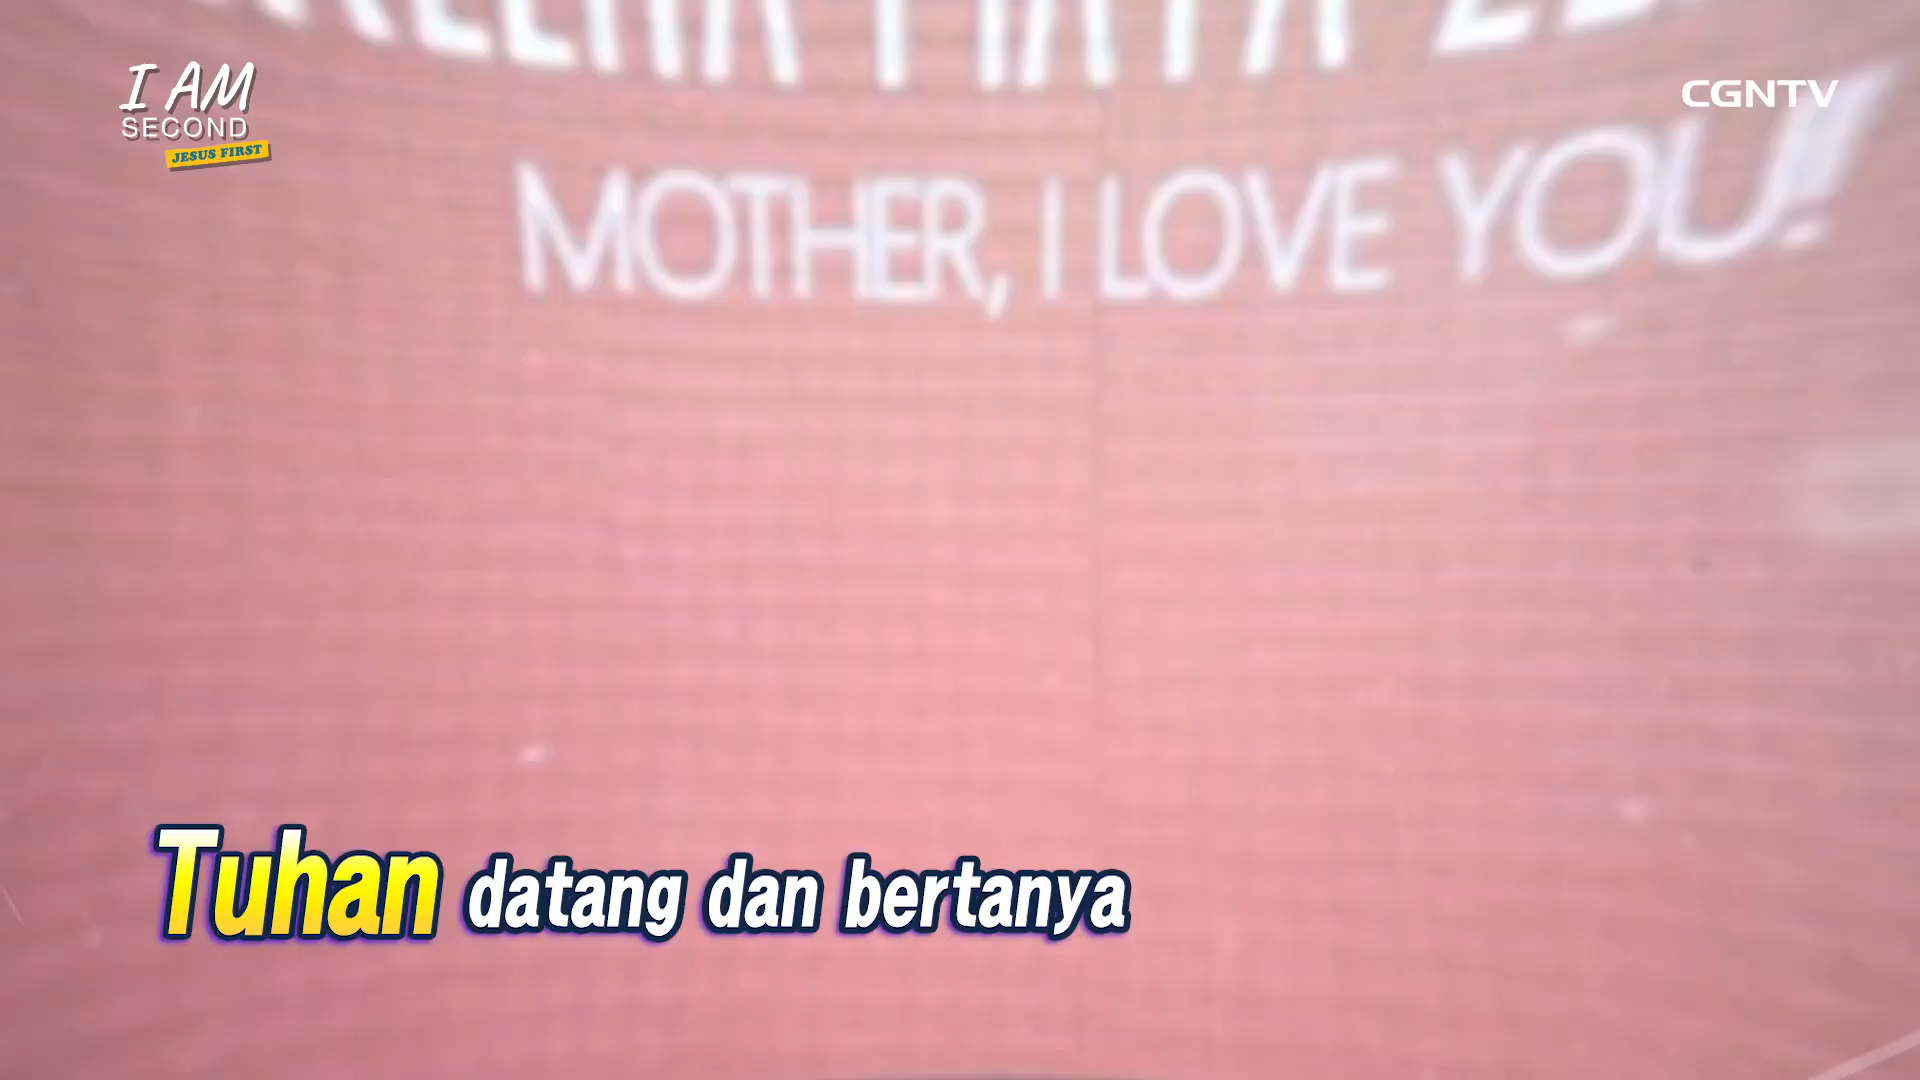 I AM
SECOND
JESUS FIRST
CGNTV
MOTHER, I LOVE YOU!!
Tuhan datang dan bertanya